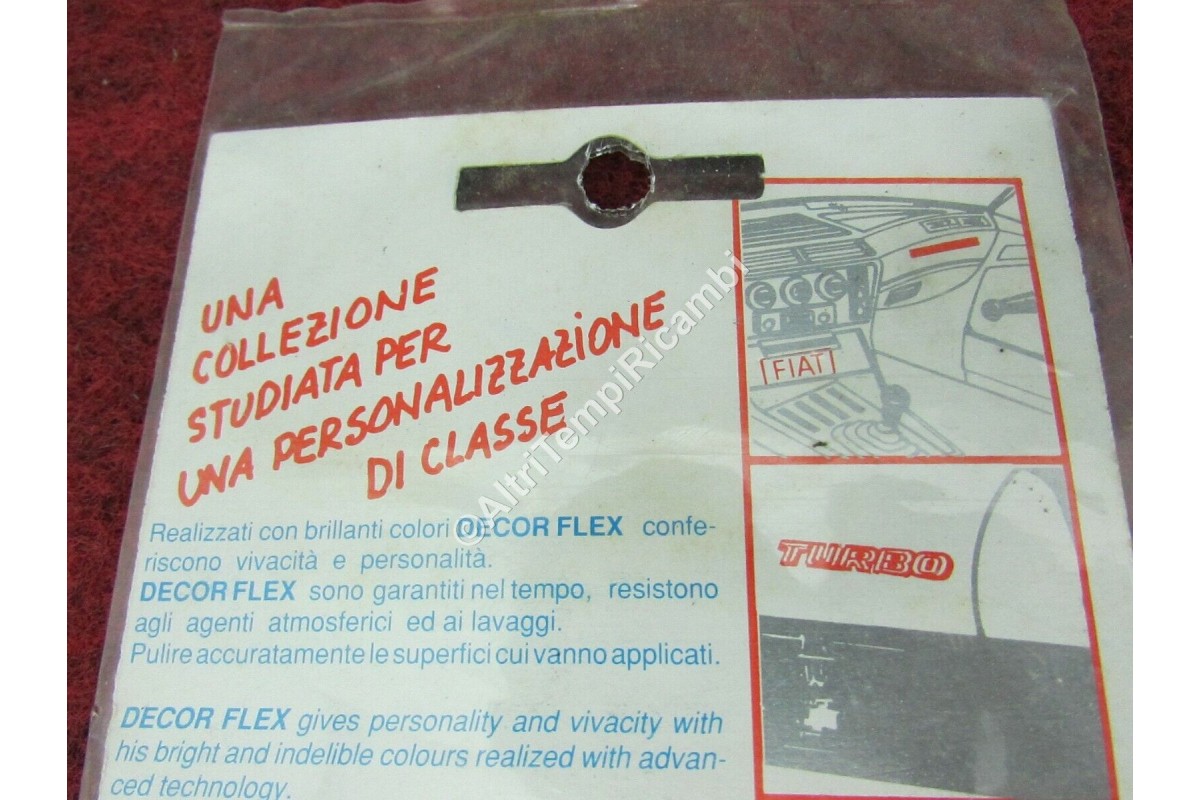 UNA
COLLEZIONE
STUDIATA PER
UNA PERSONALIZZAZIONE
DI CLASSE
Realizzati con brillanti colori DECOR FLEX confe-
riscono vivacità e personalità.
DECOR FLEX sono garantiti nel tempo, resistono
agli agenti atmosferici ed ai lavaggi.
Pulire accuratamente le superfici cui vanno applicati.
DECOR FLEX gives personality and vivacity with
his bright and indelible colours realized with advan-
ced technology.
FIAT
TURBO
©AltriTempiRicambi